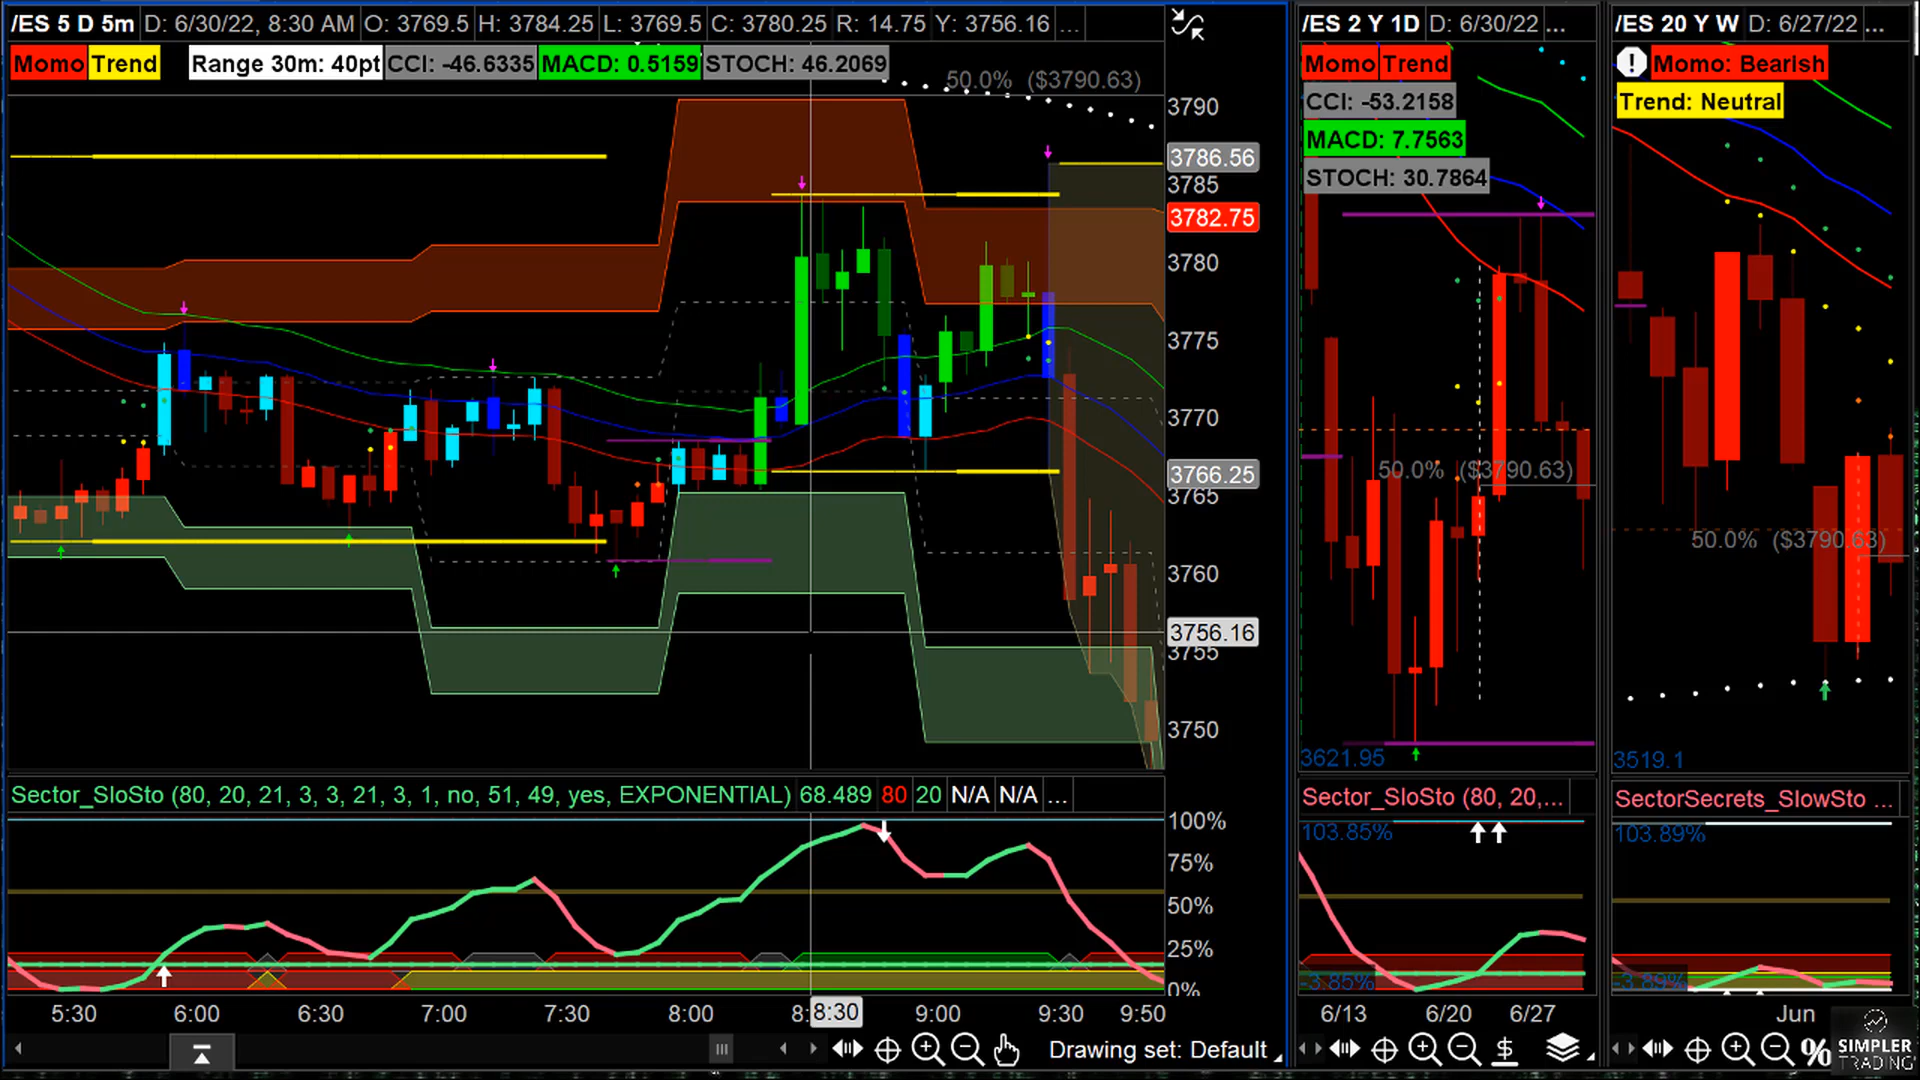 /ES 5 D 5m D: 6/30/22, 8:30 AM O: 3769.5 H: 3784.25 L: 3769.5 C: 3780.25 R: 14.75 Y: 3756.16 ...
Momo Trend Range 30m: 40pt CCI: -46.6335 MACD: 0.5159 STOCH: 46.2069
50.0% ($3790.63)
3790
3786.56
3785
3782.75
3780
3775
3770
3766.25
3765
3760
3756.16
3755
3750
Sector_SloSto (80, 20, 21, 3, 3, 21, 3, 1, no, 51, 49, yes, EXPONENTIAL) 68.489 80 20 N/A N/A ...
100%
75%
50%
25%
0%
5:30 6:00 6:30 7:00 7:30 8:00 8:30 9:00 9:30 9:50
Drawing set: Default
/ES 2 Y 1D D: 6/30/22 ...
Momo Trend
CCI: -53.2158
MACD: 7.7563
STOCH: 30.7864
50.0% ($3790.63)
3621.95
Sector_SloSto (80, 20,...
103.85%
-3.85%
6/13 6/20 6/27
$
/ES 20 Y W D: 6/27/22 ...
! Momo: Bearish
Trend: Neutral
50.0% ($3790.63)
3519.1
SectorSecrets_SlowSto ...
103.89%
-3.89%
Jun
%
SIMPLER
TRADING